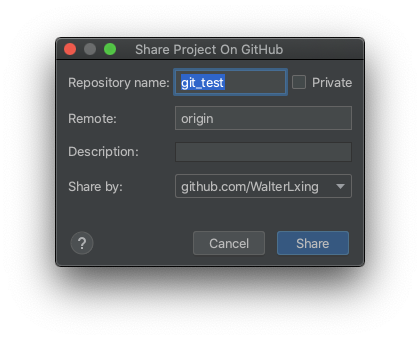 Share Project On GitHub
Repository name: git_test Private
Remote: origin
Description:
Share by: github.com/WalterLxing
? Cancel Share